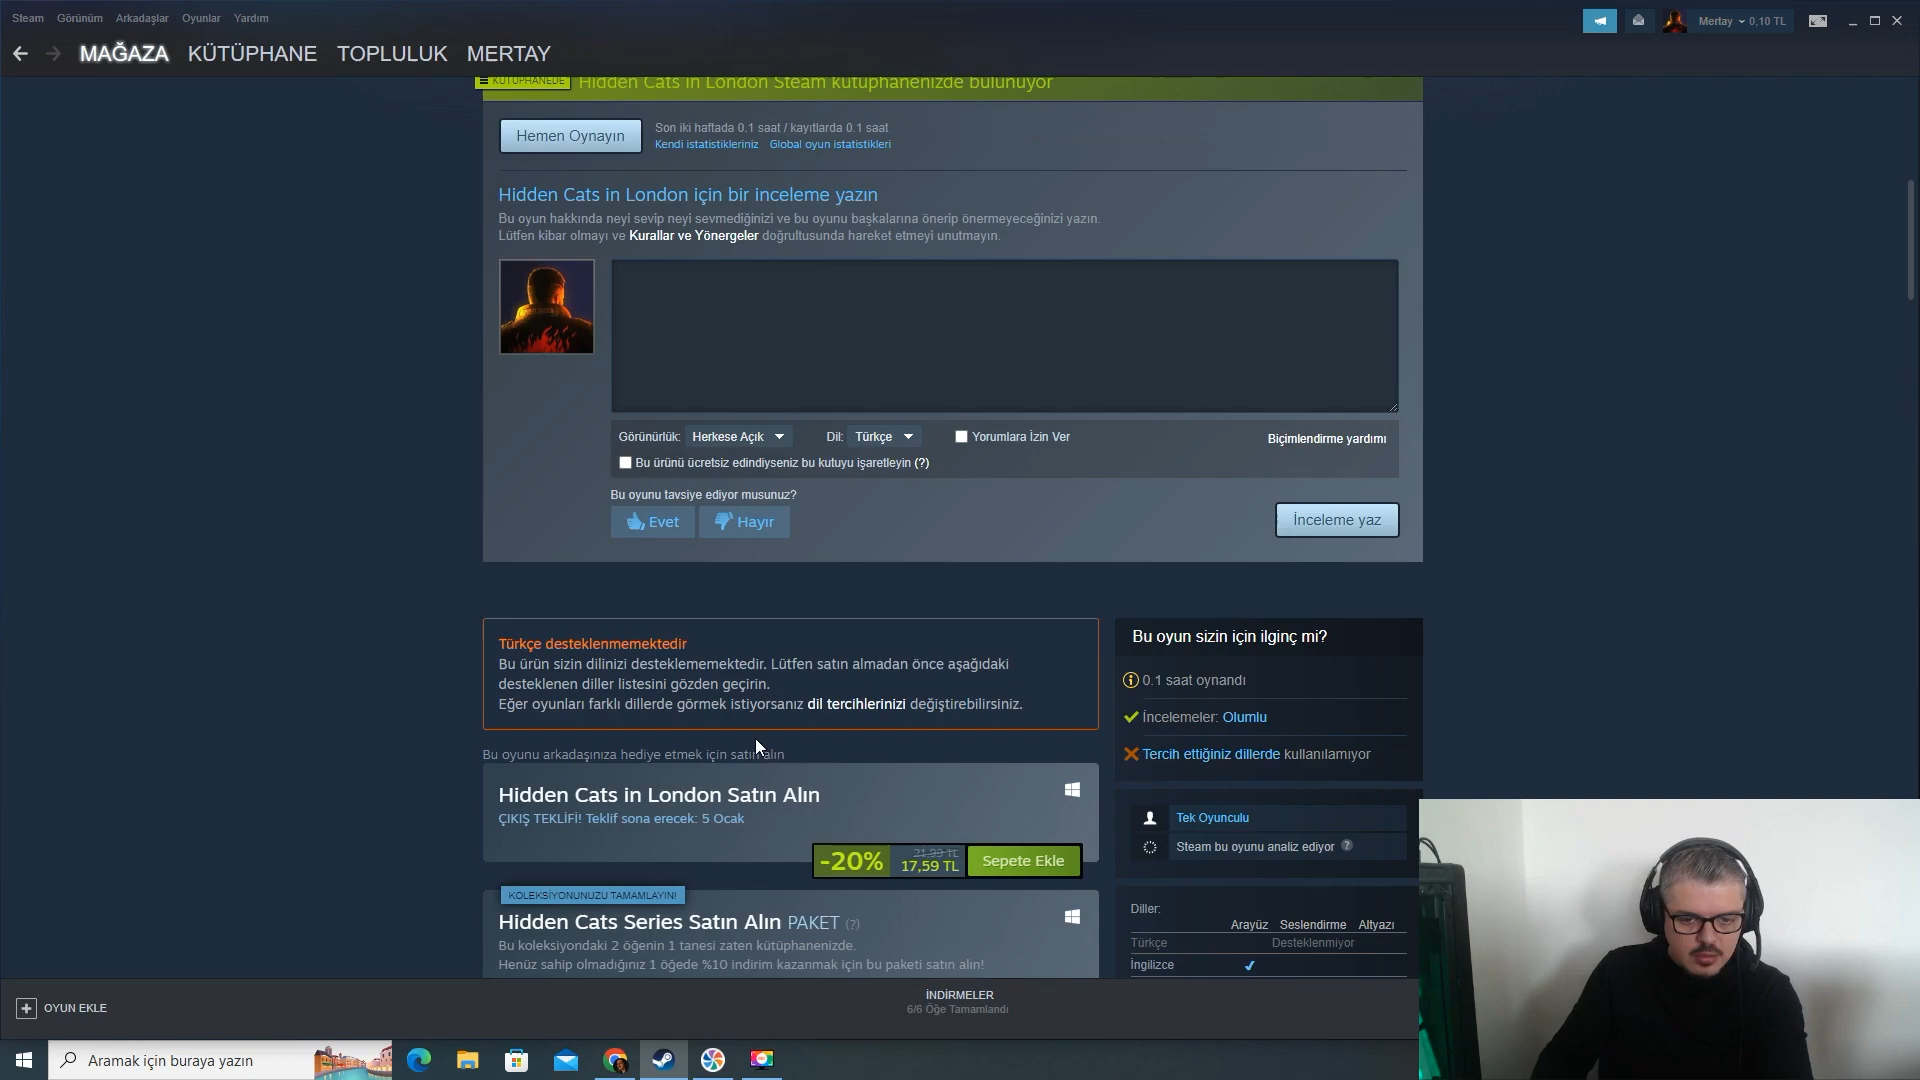 Steam Görünüm Arkadaşlar Oyunlar Yardım
Mertay 0,10 TL
MAĞAZA KÜTÜPHANE TOPLULUK MERTAY
KÜTÜPHANEDE Hidden Cats in London Steam kütüphanenizde bulunuyor
Hemen Oynayın
Son iki haftada 0.1 saat / kayıtlarda 0.1 saat
Kendi istatistikleriniz Global oyun istatistikleri
Hidden Cats in London için bir inceleme yazın
Bu oyun hakkında neyi sevip neyi sevmediğinizi ve bu oyunu başkalarına önerip önermeyeceğinizi yazın.
Lütfen kibar olmayı ve Kurallar ve Yönergeler doğrultusunda hareket etmeyi unutmayın.
Görünürlük: Herkese Açık Dil: Türkçe Yorumlara İzin Ver Biçimlendirme yardımı
Bu ürünü ücretsiz edindiyseniz bu kutuyu işaretleyin (?)
Bu oyunu tavsiye ediyor musunuz?
Evet Hayır
İnceleme yaz
Türkçe desteklenmemektedir
Bu ürün sizin dilinizi desteklememektedir. Lütfen satın almadan önce aşağıdaki
desteklenen diller listesini gözden geçirin.
Eğer oyunları farklı dillerde görmek istiyorsanız dil tercihlerinizi değiştirebilirsiniz.
Bu oyunu arkadaşınıza hediye etmek için satın alın
Hidden Cats in London Satın Alın
ÇIKIŞ TEKLİFİ! Teklif sona erecek: 5 Ocak
-20% 21,99 TL
17,59 TL
Sepete Ekle
KOLEKSİYONUNUZU TAMAMLAYIN!
Hidden Cats Series Satın Alın PAKET (?)
Bu koleksiyondaki 2 öğenin 1 tanesi zaten kütüphanenizde.
Henüz sahip olmadığınız 1 öğede %10 indirim kazanmak için bu paketi satın alın!
Bu oyun sizin için ilginç mi?
0.1 saat oynandı
İncelemeler: Olumlu
Tercih ettiğiniz dillerde kullanılamıyor
Tek Oyunculu
Steam bu oyunu analiz ediyor ?
Diller:
Arayüz Seslendirme Altyazı
Türkçe Desteklenmiyor
İngilizce ✔
OYUN EKLE
İNDİRMELER
6/6 Öğe Tamamlandı
Aramak için buraya yazın